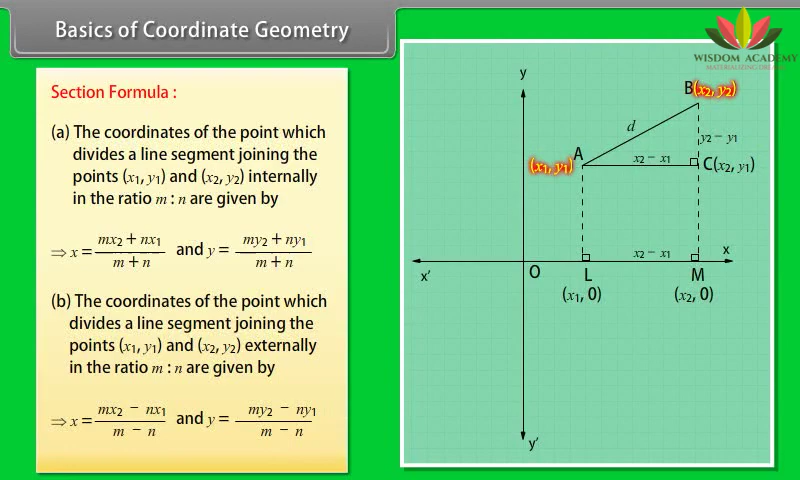 Basics of Coordinate Geometry
WISDOM ACADEMY
Section Formula :
(a) The coordinates of the point which
divides a line segment joining the
points (x₁, y₁) and (x₂, y₂) internally
in the ratio m : n are given by
⇒ x = (mx₂ + nx₁)/(m + n) and y = (my₂ + ny₁)/(m + n)
(b) The coordinates of the point which
divides a line segment joining the
points (x₁, y₁) and (x₂, y₂) externally
in the ratio m : n are given by
⇒ x = (mx₂ − nx₁)/(m − n) and y = (my₂ − ny₁)/(m − n)
y
B(x₂, y₂)
d
y₂ − y₁
(x₁, y₁) A
x₂ − x₁
C(x₂, y₁)
x₂ − x₁
x
x′
O
L
M
(x₁, 0)
(x₂, 0)
y′